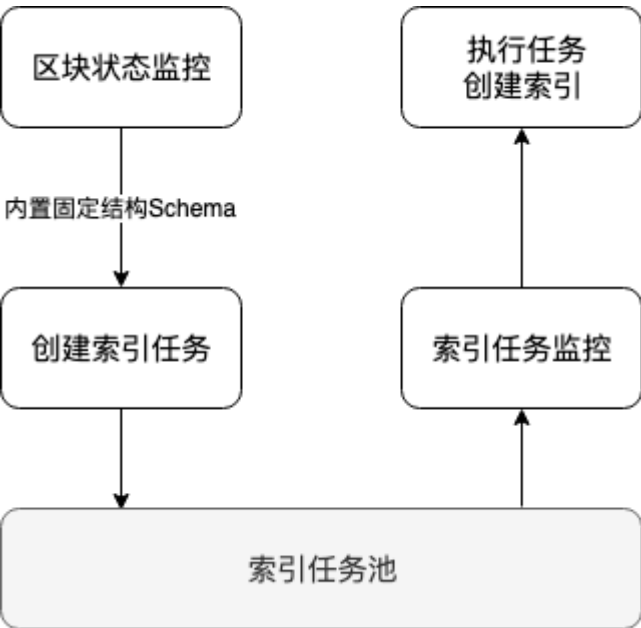 区块状态监控
执行任务
创建索引
内置固定结构Schema
创建索引任务
索引任务监控
索引任务池